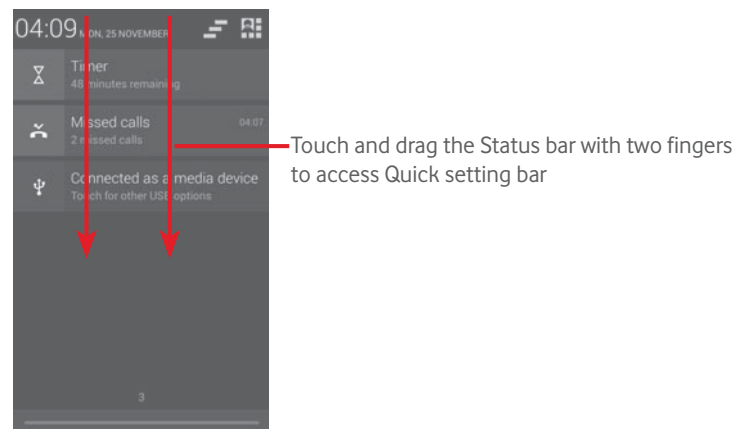 04:09 MON, 25 NOVEMBER
Timer
48 minutes remaining
Missed calls 04:07
2 missed calls
Touch and drag the Status bar with two fingers
to access Quick setting bar
Connected as a media device
Touch for other USB options
3